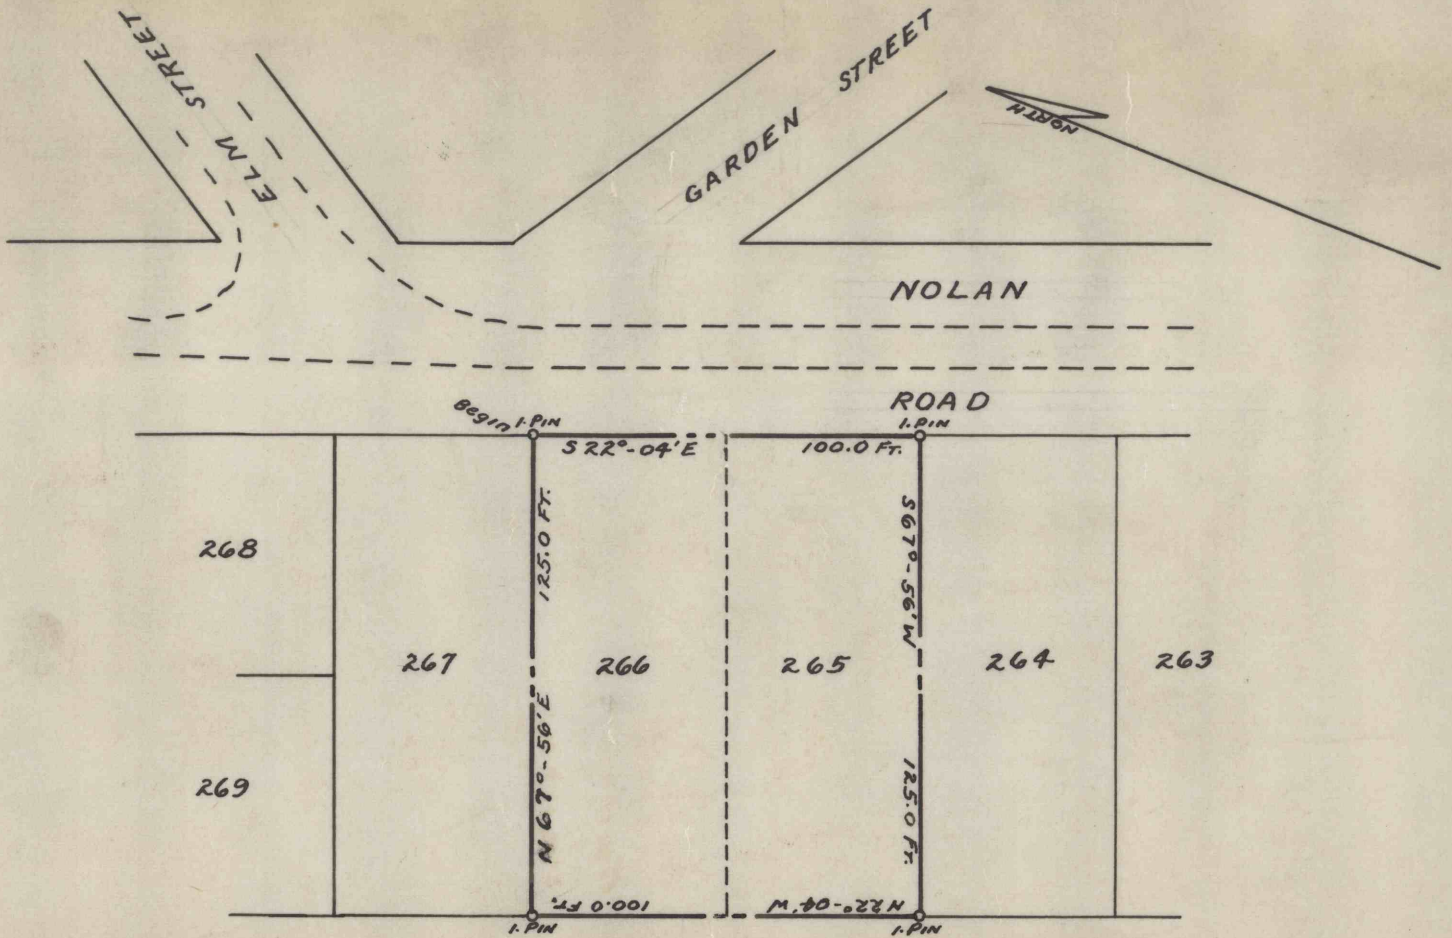 ELM STREET
GARDEN STREET
NORTH
NOLAN
ROAD
Begin I. PIN
I. PIN
S 22°-04' E
100.0 FT.
125.0 FT.
S 67°-56' W
268
267
266
265
264
263
269
N 67°-56' E
125.0 FT.
100.0 FT.
N 22°-04' W
I. PIN
I. PIN